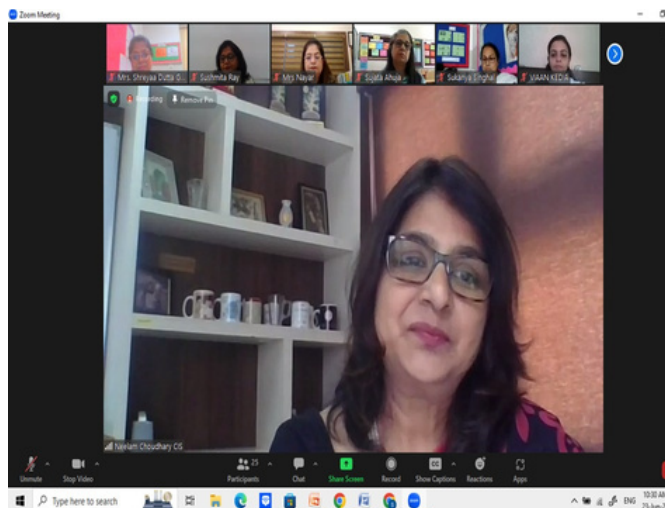 Zoom Meeting
Mrs. Shreyaa Dutta G...
Sushmita Ray
Mrs Nayar
Sujata Ahuja
Sukanya Singhal
VIAAN KEDIA
Recording
Remove Pin
Neelam Choudhary CIS
25
CC
Unmute
Stop Video
Participants
Chat
Share Screen
Record
Show Captions
Reactions
Apps
Type here to search
ENG
10:30 AM